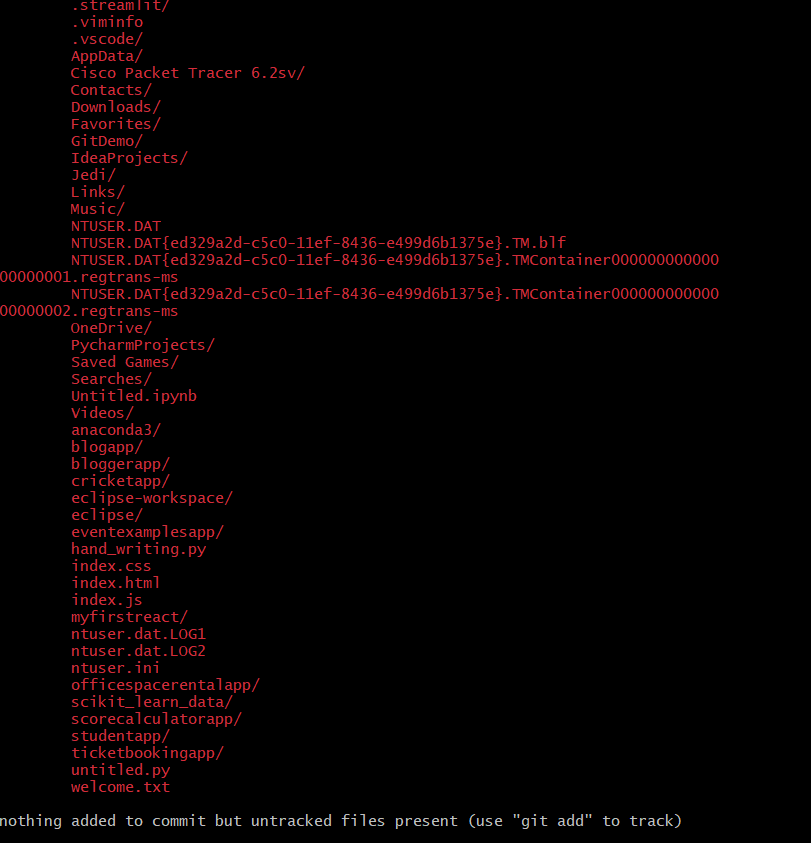 .streamlit/
.viminfo
.vscode/
AppData/
Cisco Packet Tracer 6.2sv/
Contacts/
Downloads/
Favorites/
GitDemo/
IdeaProjects/
Jedi/
Links/
Music/
NTUSER.DAT
NTUSER.DAT{ed329a2d-c5c0-11ef-8436-e499d6b1375e}.TM.blf
NTUSER.DAT{ed329a2d-c5c0-11ef-8436-e499d6b1375e}.TMContainer000000000000
00000001.regtrans-ms
NTUSER.DAT{ed329a2d-c5c0-11ef-8436-e499d6b1375e}.TMContainer000000000000
00000002.regtrans-ms
OneDrive/
PycharmProjects/
Saved Games/
Searches/
Untitled.ipynb
Videos/
anaconda3/
blogapp/
bloggerapp/
cricketapp/
eclipse-workspace/
eclipse/
eventexamplesapp/
hand_writing.py
index.css
index.html
index.js
myfirstreact/
ntuser.dat.LOG1
ntuser.dat.LOG2
ntuser.ini
officespacerentalapp/
scikit_learn_data/
scorecalculatorapp/
studentapp/
ticketbookingapp/
untitled.py
welcome.txt
nothing added to commit but untracked files present (use "git add" to track)